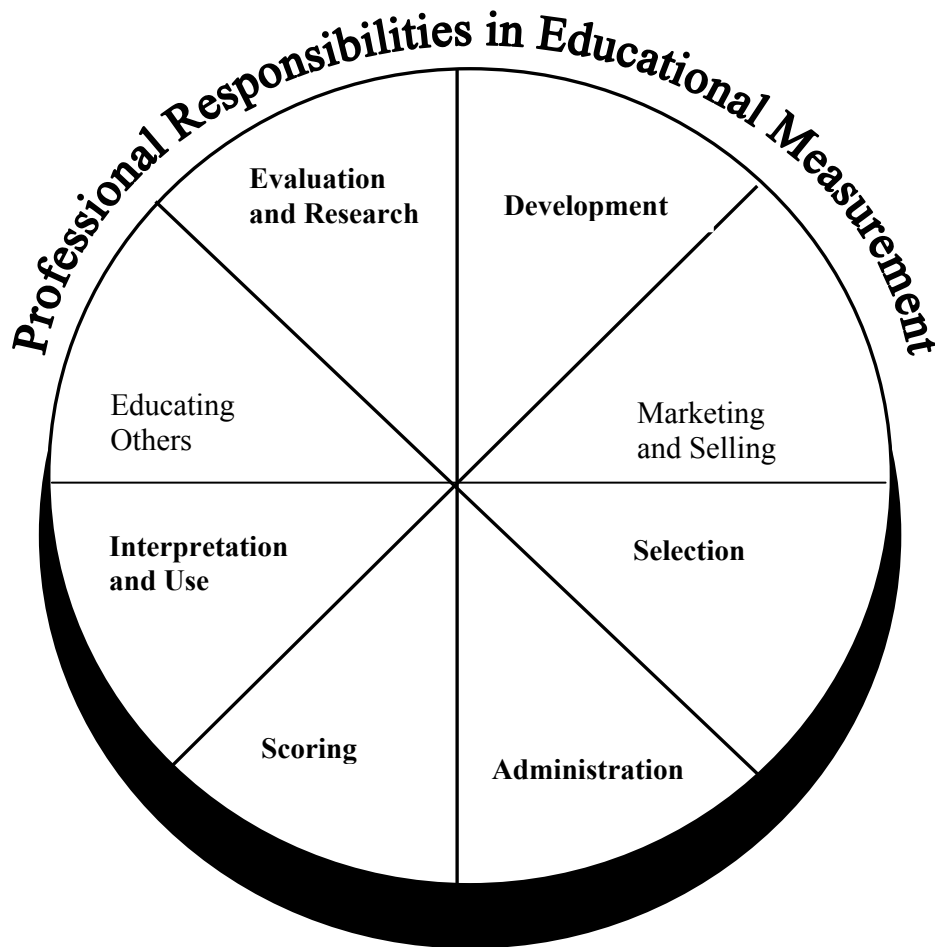 Professional Responsibilities in Educational Measurement
Evaluation
and Research
Development
Educating
Others
Marketing
and Selling
Interpretation
and Use
Selection
Scoring
Administration